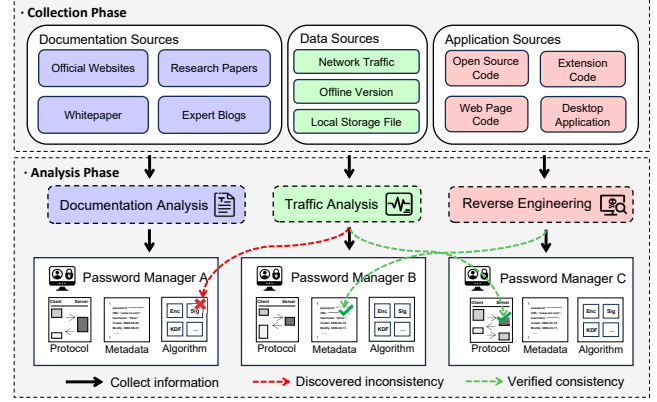 · Collection Phase
Documentation Sources
Official Websites
Research Papers
Whitepaper
Expert Blogs
Data Sources
Network Traffic
Offline Version
Local Storage File
Application Sources
Open Source
Code
Extension
Code
Web Page
Code
Desktop
Application
· Analysis Phase
Documentation Analysis
Traffic Analysis
Reverse Engineering
Password Manager A
Client Server
Protocol
Metadata
Enc Sig
KDF ...
Algorithm
Password Manager B
Client Server
Protocol
Metadata
Enc Sig
KDF ...
Algorithm
Password Manager C
Client Server
Protocol
Metadata
Enc Sig
KDF ...
Algorithm
Collect information
Discovered inconsistency
Verified consistency